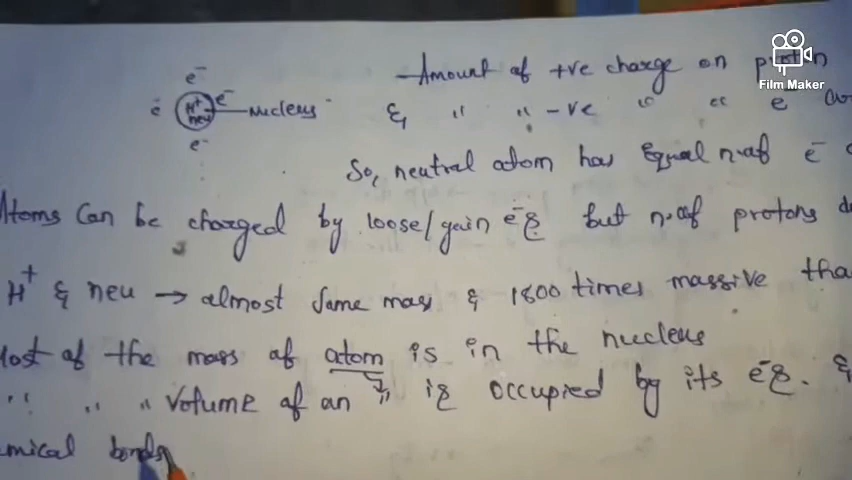 e⁻
Amount of +ve charge on proton
Film Maker
e⁻ H⁺ neu e⁻ nucleus
& " " -ve " " e
e⁻
So, neutral atom has Equal n.of e⁻
Atoms Can be charged by loose/gain e⁻s but n.of protons
H⁺ & neu → almost same mass & 1800 times massive tha
ost of the mass of atom is in the nucleus
" " " volume of an " is occupied by its e⁻s. &
mical bonds